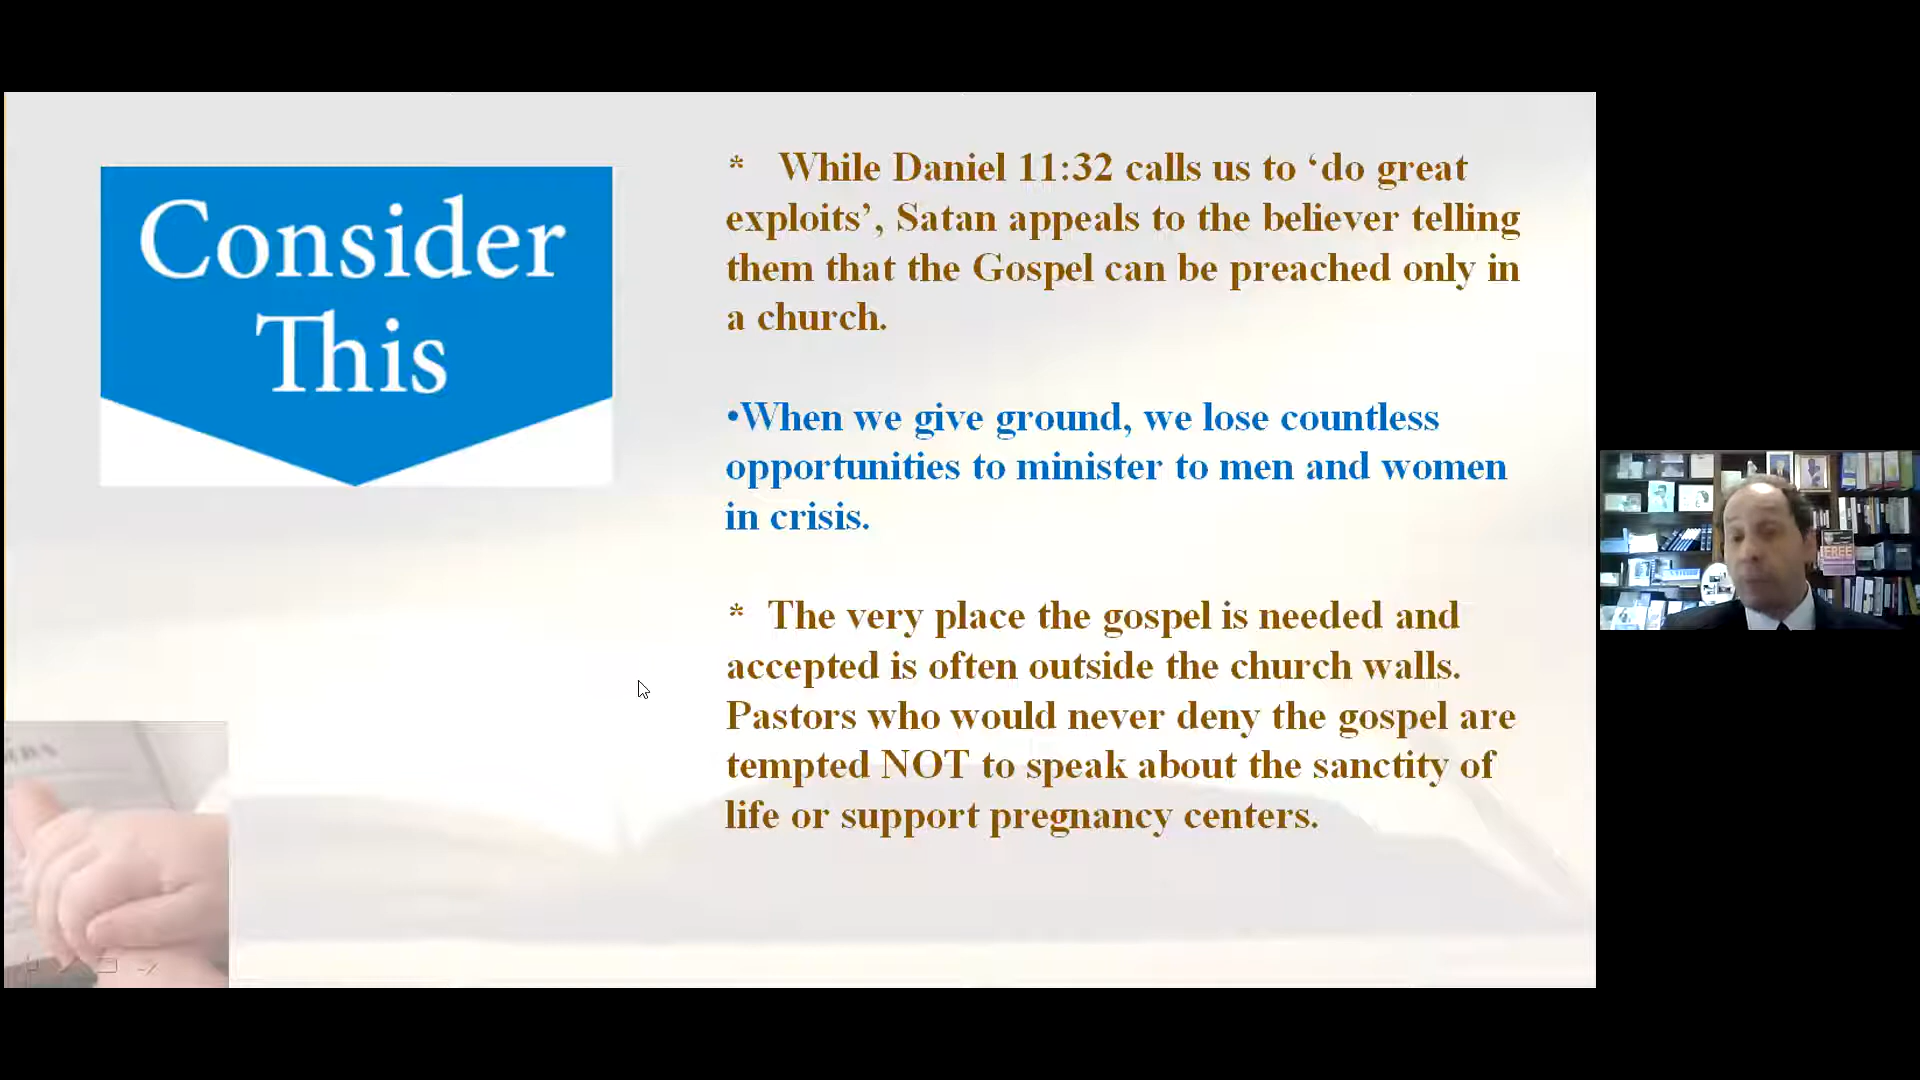 Consider
This
* While Daniel 11:32 calls us to ‘do great
exploits’, Satan appeals to the believer telling
them that the Gospel can be preached only in
a church.
•When we give ground, we lose countless
opportunities to minister to men and women
in crisis.
* The very place the gospel is needed and
accepted is often outside the church walls.
Pastors who would never deny the gospel are
tempted NOT to speak about the sanctity of
life or support pregnancy centers.
FREE